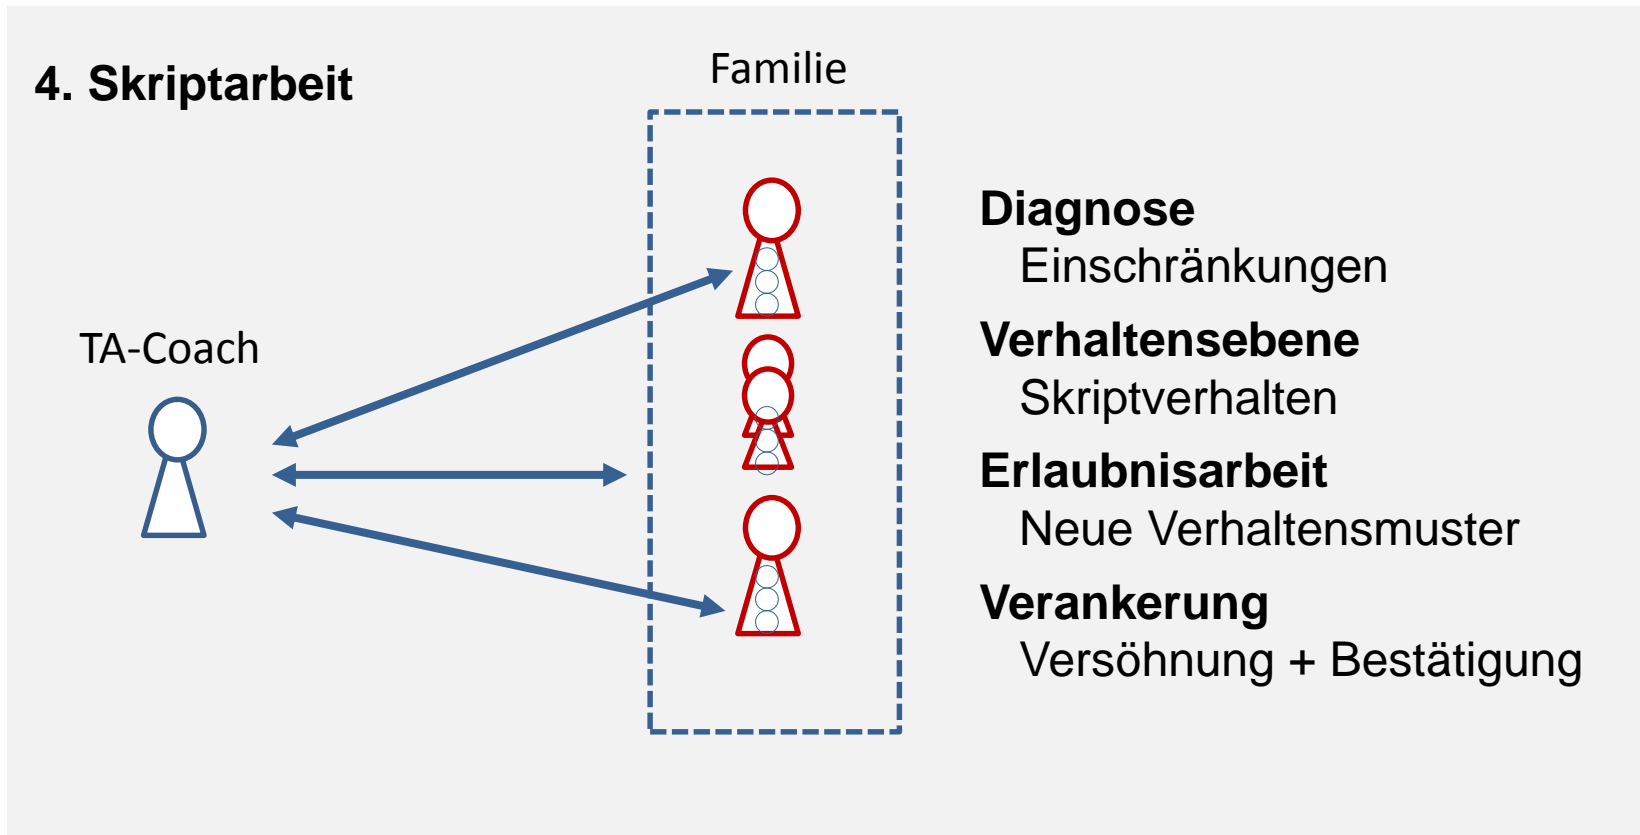 4. Skriptarbeit
Familie
TA-Coach
Diagnose
Einschränkungen
Verhaltensebene
Skriptverhalten
Erlaubnisarbeit
Neue Verhaltensmuster
Verankerung
Versöhnung + Bestätigung